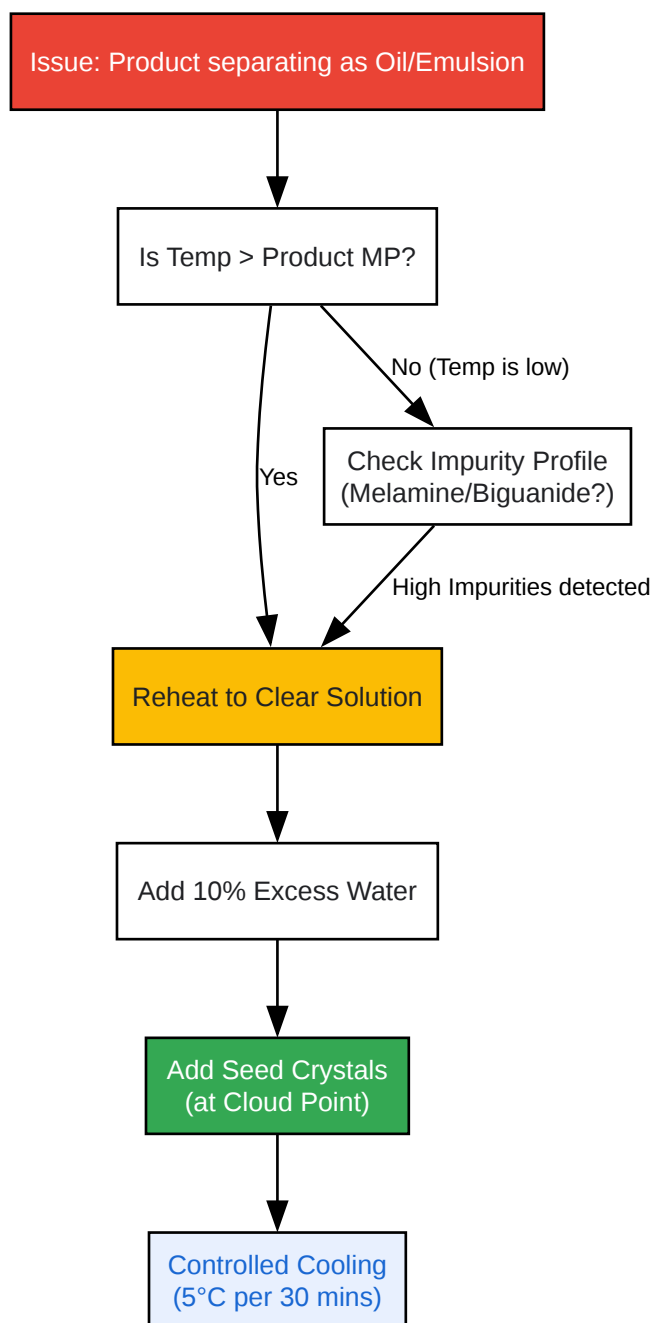 Issue: Product separating as Oil/Emulsion
Is Temp > Product MP?
No (Temp is low)
Check Impurity Profile
(Melamine/Biguanide?)
Yes
High Impurities detected
Reheat to Clear Solution
Add 10% Excess Water
Add Seed Crystals
(at Cloud Point)
Controlled Cooling
(5°C per 30 mins)